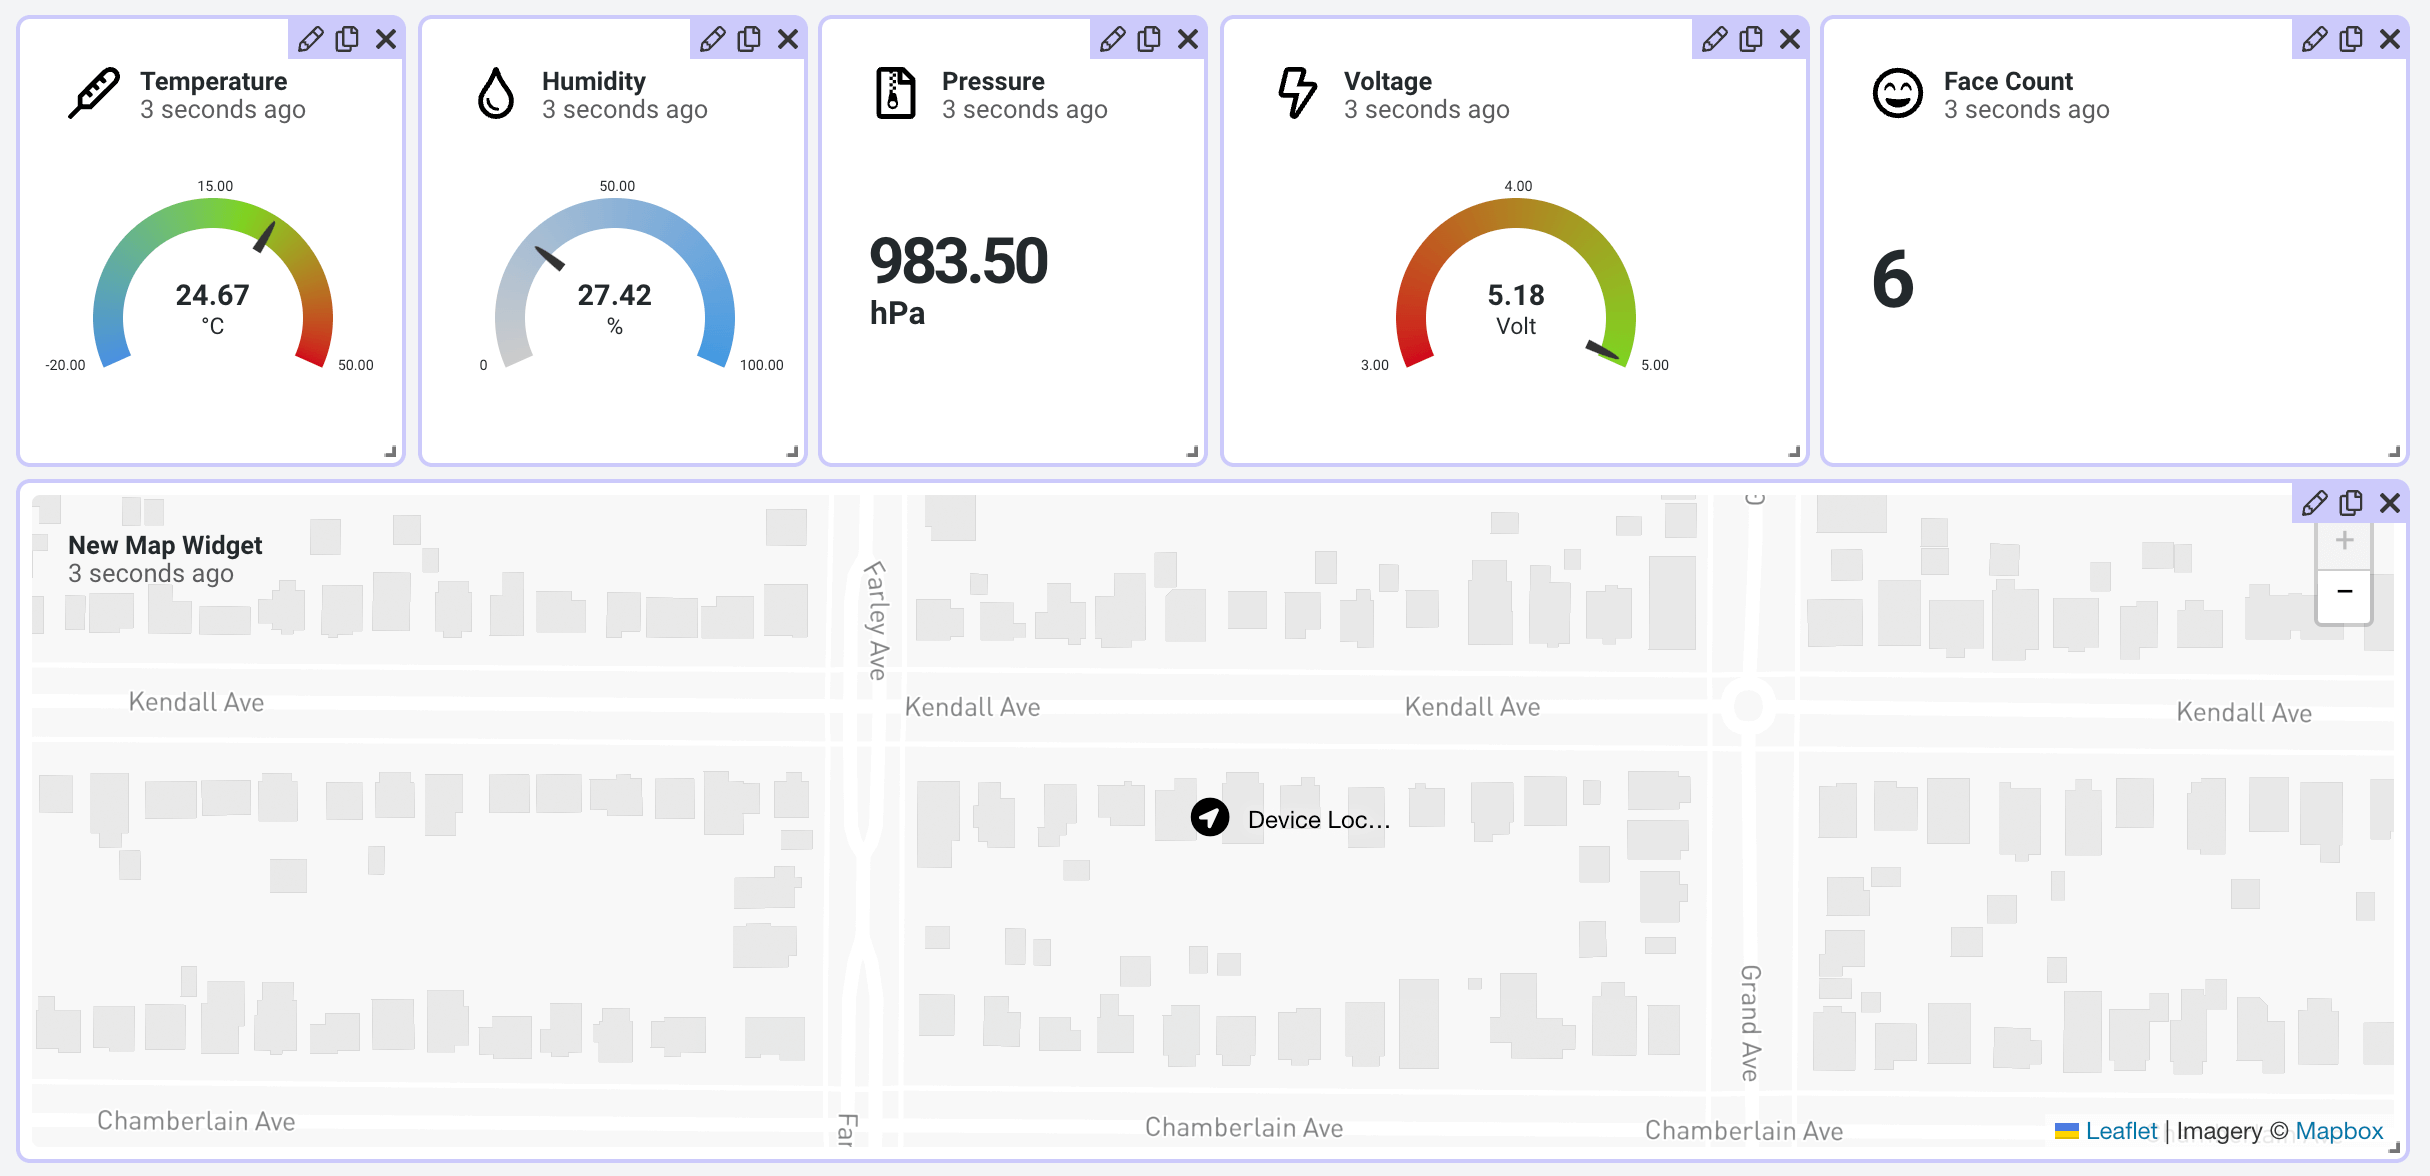 Temperature
3 seconds ago
15.00
24.67
°C
-20.00
50.00
Humidity
3 seconds ago
50.00
27.42
%
0
100.00
Pressure
3 seconds ago
983.50
hPa
Voltage
3 seconds ago
4.00
5.18
Volt
3.00
5.00
Face Count
3 seconds ago
6
New Map Widget
3 seconds ago
G
+
−
Farley Ave
Kendall Ave
Kendall Ave
Kendall Ave
Kendall Ave
Device Loc...
Grand Ave
Chamberlain Ave
Far
Chamberlain Ave
Chamberlain Ave
Leaflet | Imagery © Mapbox